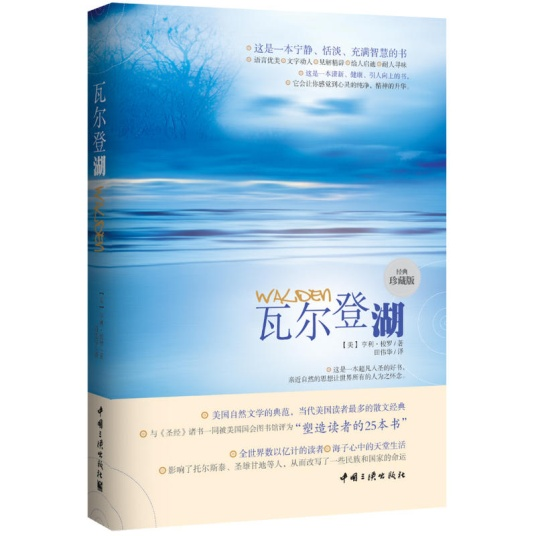 这是一本宁静、恬淡、充满智慧的书
语言优美 文字动人 见解精辟 给人启迪 耐人寻味
这是一本清新、健康、引人向上的书，
它会让你感觉到心灵的纯净，精神的升华。
瓦尔登湖
WALDEN
中国三峡出版社
经典
珍藏版
WALDEN
瓦尔登湖
【美】亨利·梭罗 / 著
田伟华 / 译
这是一本超凡入圣的好书，
亲近自然的思想让世界所有的人为之怀念。
美国自然文学的典范，当代美国读者最多的散文经典
与《圣经》诸书一同被美国国会图书馆评为“塑造读者的25本书”
全世界数以亿计的读者 海子心中的天堂生活
影响了托尔斯泰、圣雄甘地等人，从而改写了一些民族和国家的命运
中国三峡出版社